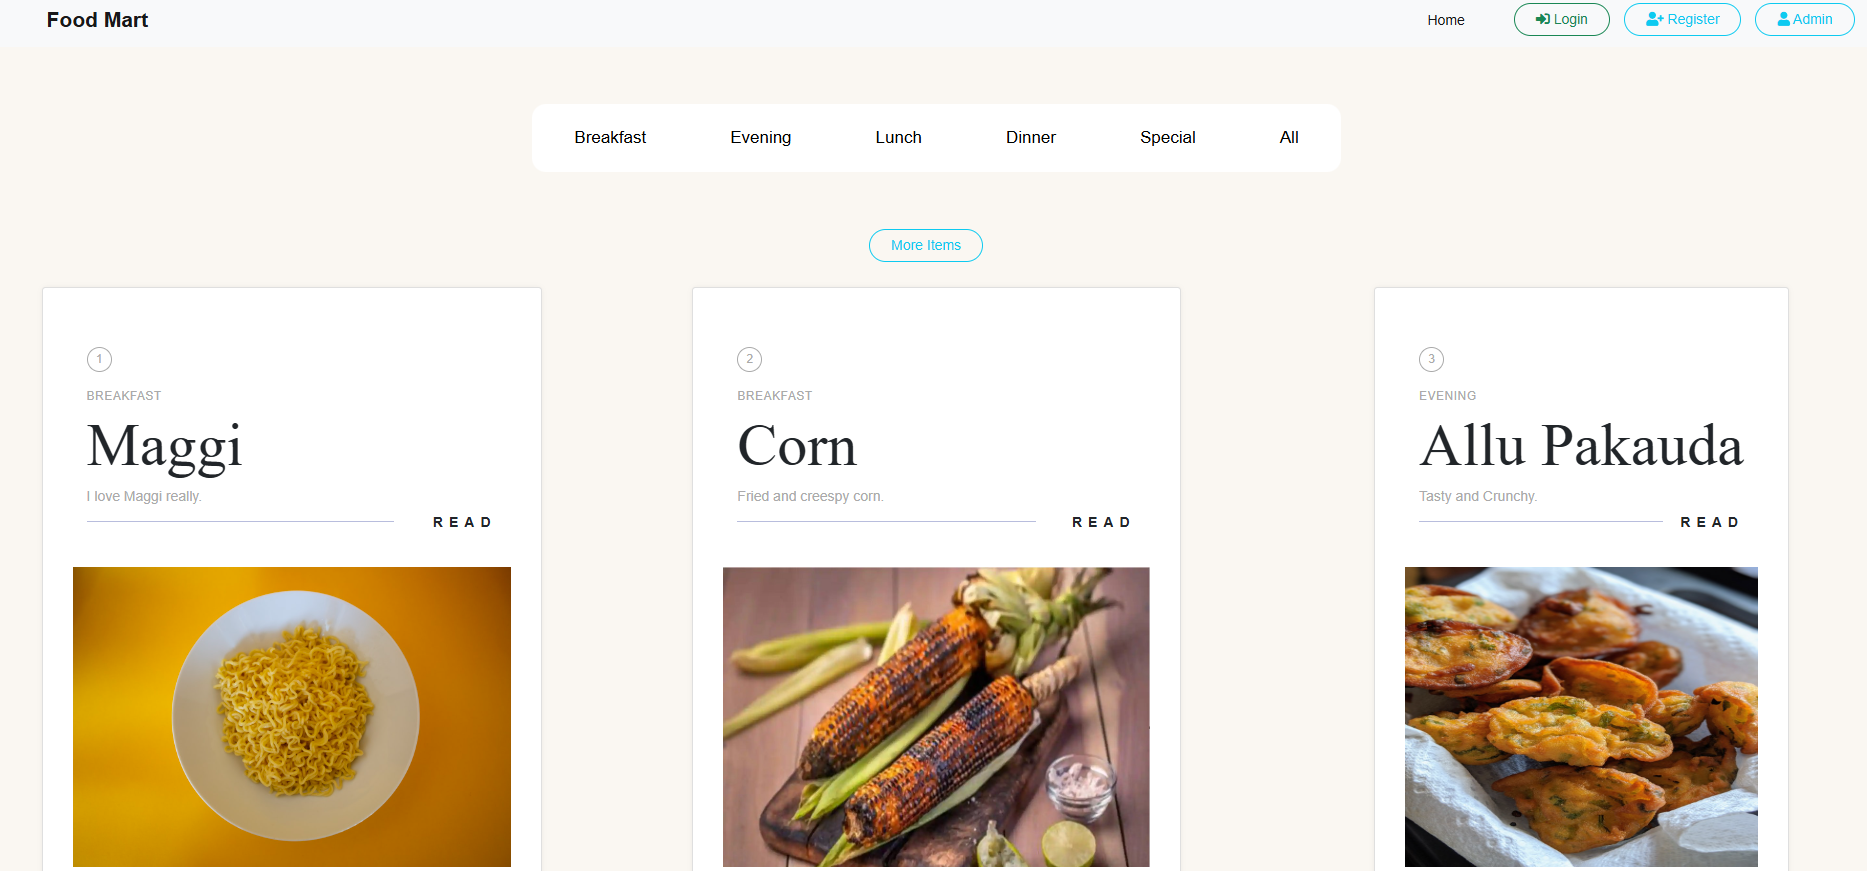 Food Mart
Home
Login
Register
Admin
Breakfast
Evening
Lunch
Dinner
Special
All
More Items
1
BREAKFAST
Maggi
I love Maggi really.
READ
2
BREAKFAST
Corn
Fried and creespy corn.
READ
3
EVENING
Allu Pakauda
Tasty and Crunchy.
READ